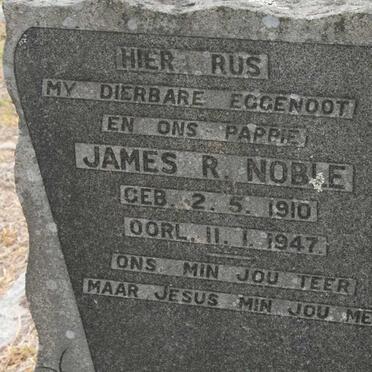 HIER RUS
MY DIERBARE EGGENOOT
EN ONS PAPPIE
JAMES R. NOBLE
GEB. 2. 5. 1910
OORL. 11. 1. 1947.
ONS MIN JOU TEER
MAAR JESUS MIN JOU ME